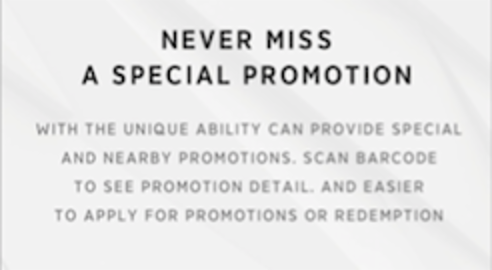 NEVER MISS
A SPECIAL PROMOTION
WITH THE UNIQUE ABILITY CAN PROVIDE SPECIAL
AND NEARBY PROMOTIONS. SCAN BARCODE
TO SEE PROMOTION DETAIL. AND EASIER
TO APPLY FOR PROMOTIONS OR REDEMPTION